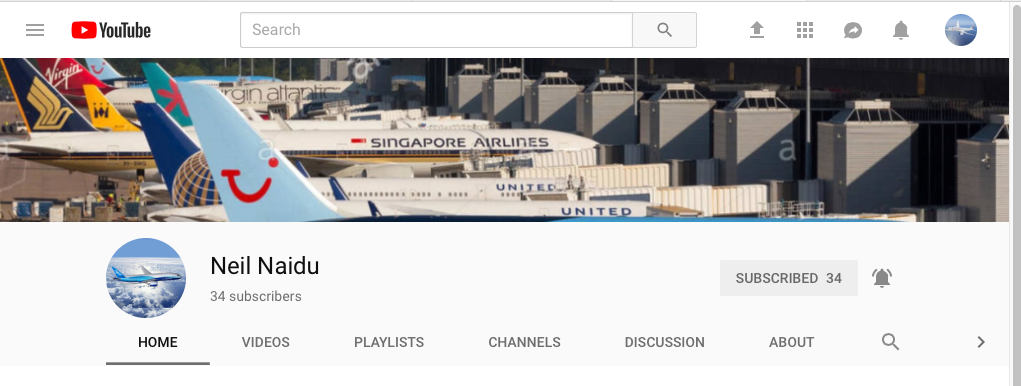 YouTube
Search
Virgin
rgin atlantic
SINGAPORE AIRLINES
UNITED
UNITED
a
a
a
a
Neil Naidu
34 subscribers
SUBSCRIBED 34
HOME VIDEOS PLAYLISTS CHANNELS DISCUSSION ABOUT